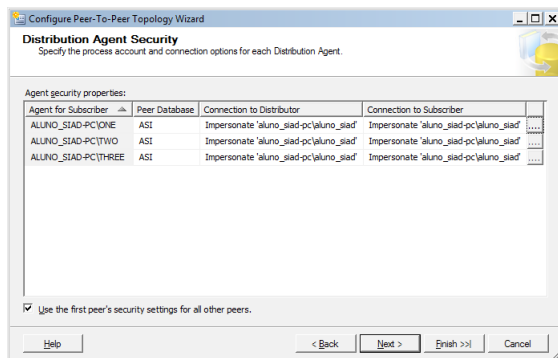 Configure Peer-To-Peer Topology Wizard
Distribution Agent Security
Specify the process account and connection options for each Distribution Agent.
Agent security properties:
Agent for Subscriber Peer Database Connection to Distributor Connection to Subscriber
ALUNO_SIAD-PC\ONE ASI Impersonate 'aluno_siad-pc\aluno_siad' Impersonate 'aluno_siad-pc\aluno_siad' ....
ALUNO_SIAD-PC\TWO ASI Impersonate 'aluno_siad-pc\aluno_siad' Impersonate 'aluno_siad-pc\aluno_siad' ....
ALUNO_SIAD-PC\THREE ASI Impersonate 'aluno_siad-pc\aluno_siad' Impersonate 'aluno_siad-pc\aluno_siad' ....
Use the first peer's security settings for all other peers.
Help < Back Next > Finish >>| Cancel